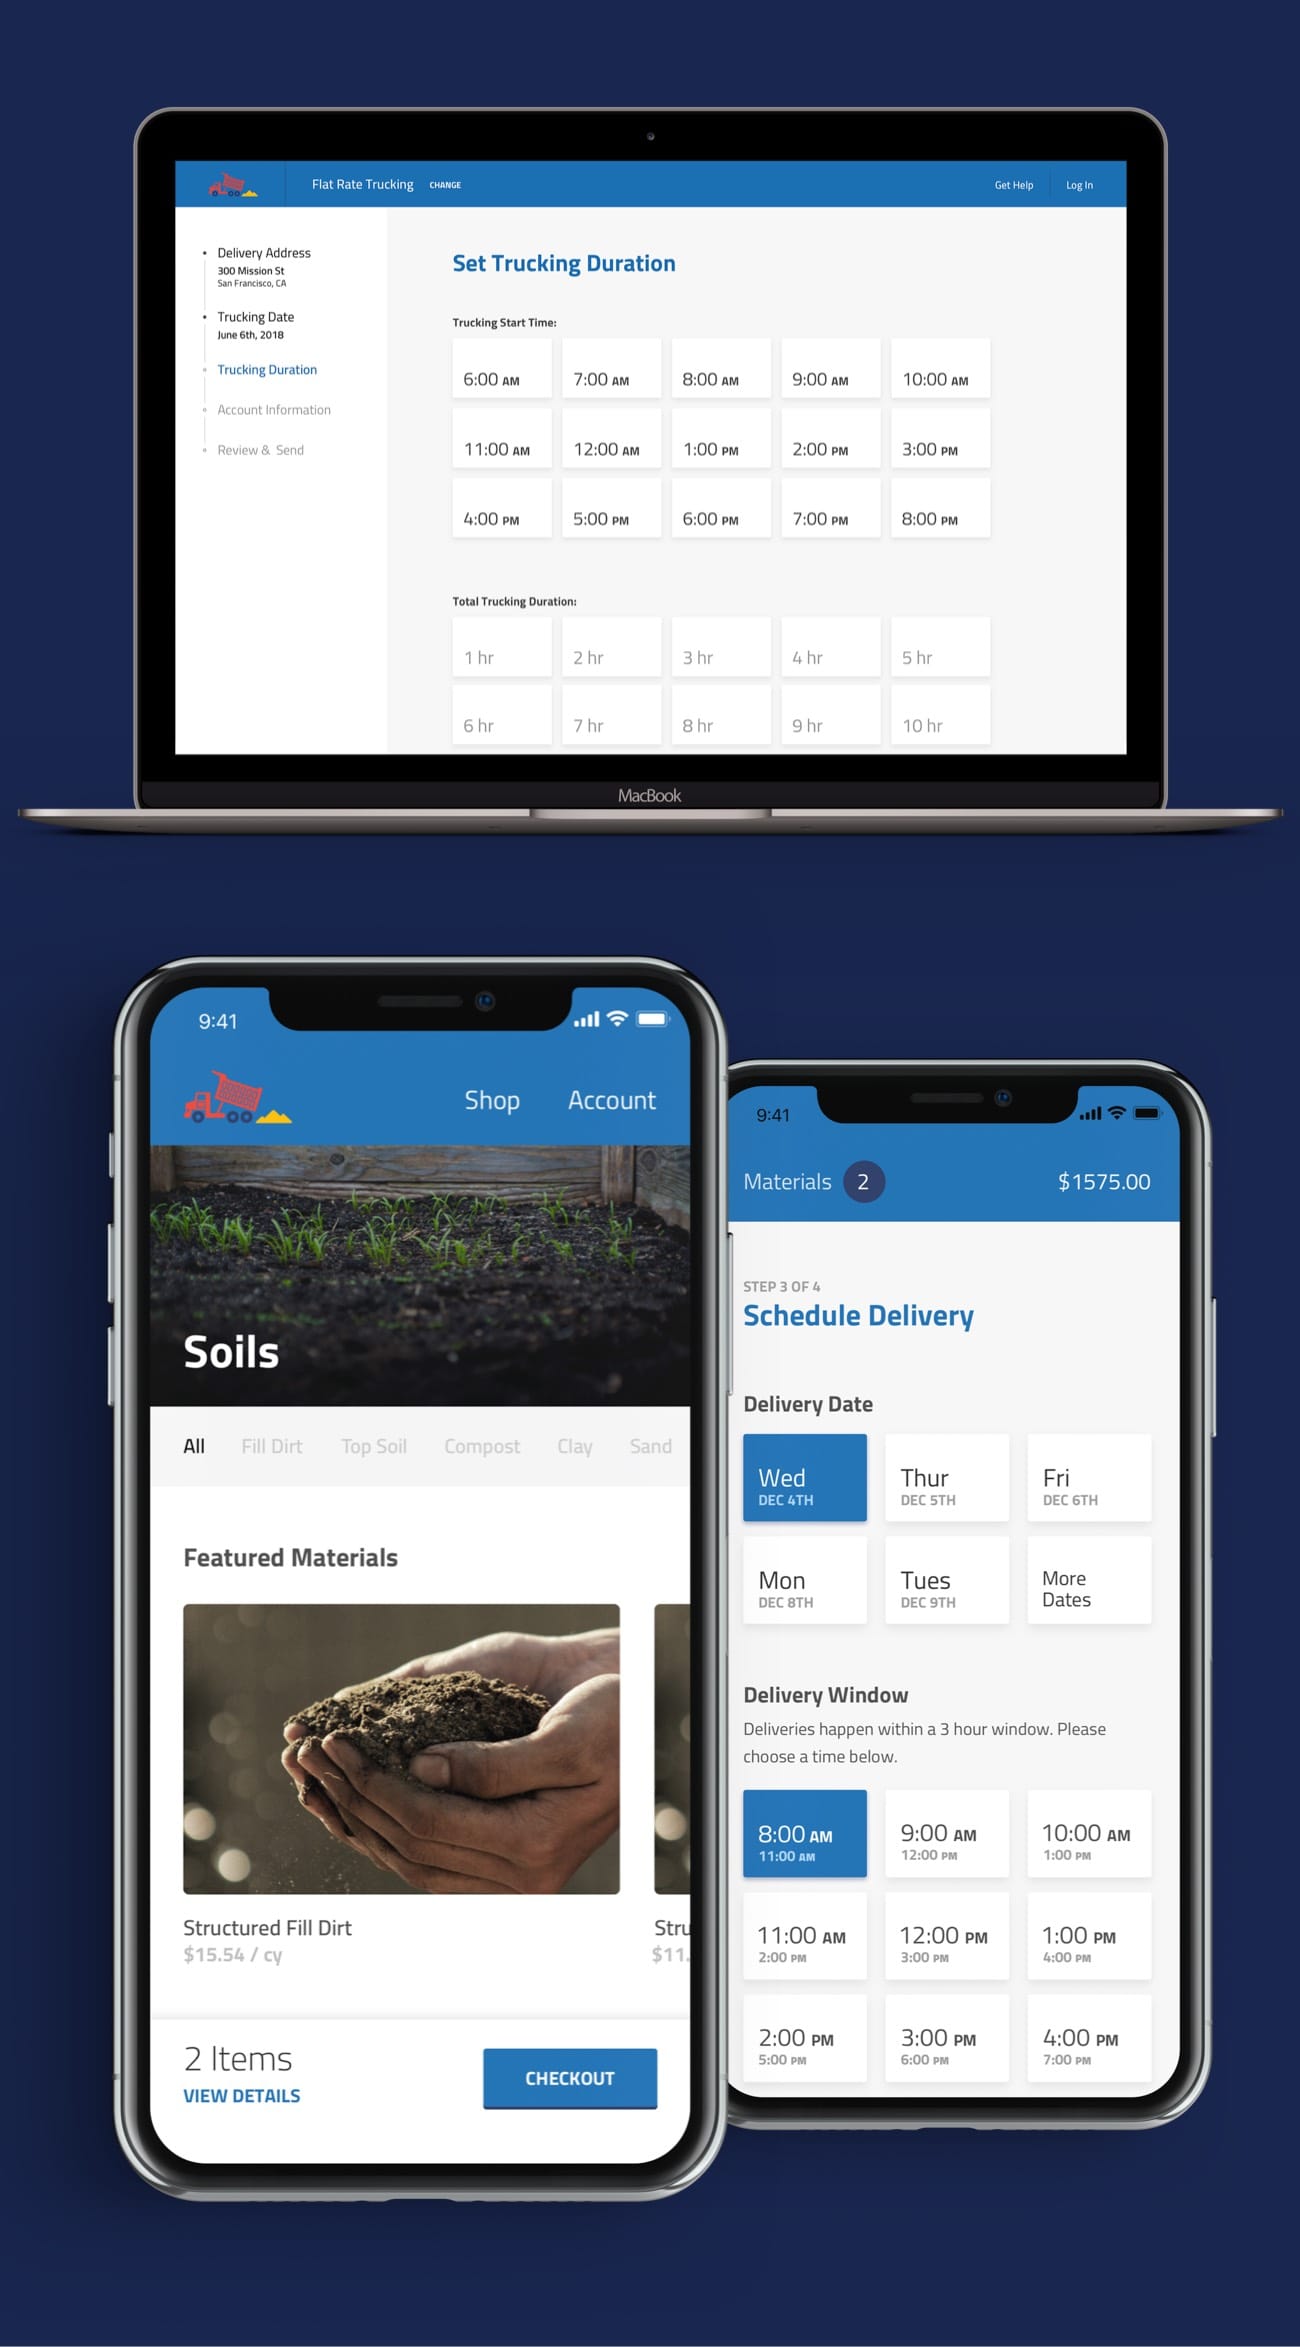 Flat Rate Trucking CHANGE
Get Help
Log In
Delivery Address
300 Mission St
San Francisco, CA
Trucking Date
June 6th, 2018
Trucking Duration
Account Information
Review & Send
Set Trucking Duration
Trucking Start Time:
6:00 AM 7:00 AM 8:00 AM 9:00 AM 10:00 AM
11:00 AM 12:00 AM 1:00 PM 2:00 PM 3:00 PM
4:00 PM 5:00 PM 6:00 PM 7:00 PM 8:00 PM
Total Trucking Duration:
1 hr 2 hr 3 hr 4 hr 5 hr
6 hr 7 hr 8 hr 9 hr 10 hr
MacBook
9:41
Shop Account
Soils
All Fill Dirt Top Soil Compost Clay Sand
Featured Materials
Structured Fill Dirt
$15.54 / cy
Stru
$11.
2 Items
VIEW DETAILS
CHECKOUT
9:41
Materials 2 $1575.00
STEP 3 OF 4
Schedule Delivery
Delivery Date
Wed Thur Fri
DEC 4TH DEC 5TH DEC 6TH
Mon Tues More
DEC 8TH DEC 9TH Dates
Delivery Window
Deliveries happen within a 3 hour window. Please
choose a time below.
8:00 AM 9:00 AM 10:00 AM
11:00 AM 12:00 PM 1:00 PM
11:00 AM 12:00 PM 1:00 PM
2:00 PM 3:00 PM 4:00 PM
2:00 PM 3:00 PM 4:00 PM
5:00 PM 6:00 PM 7:00 PM